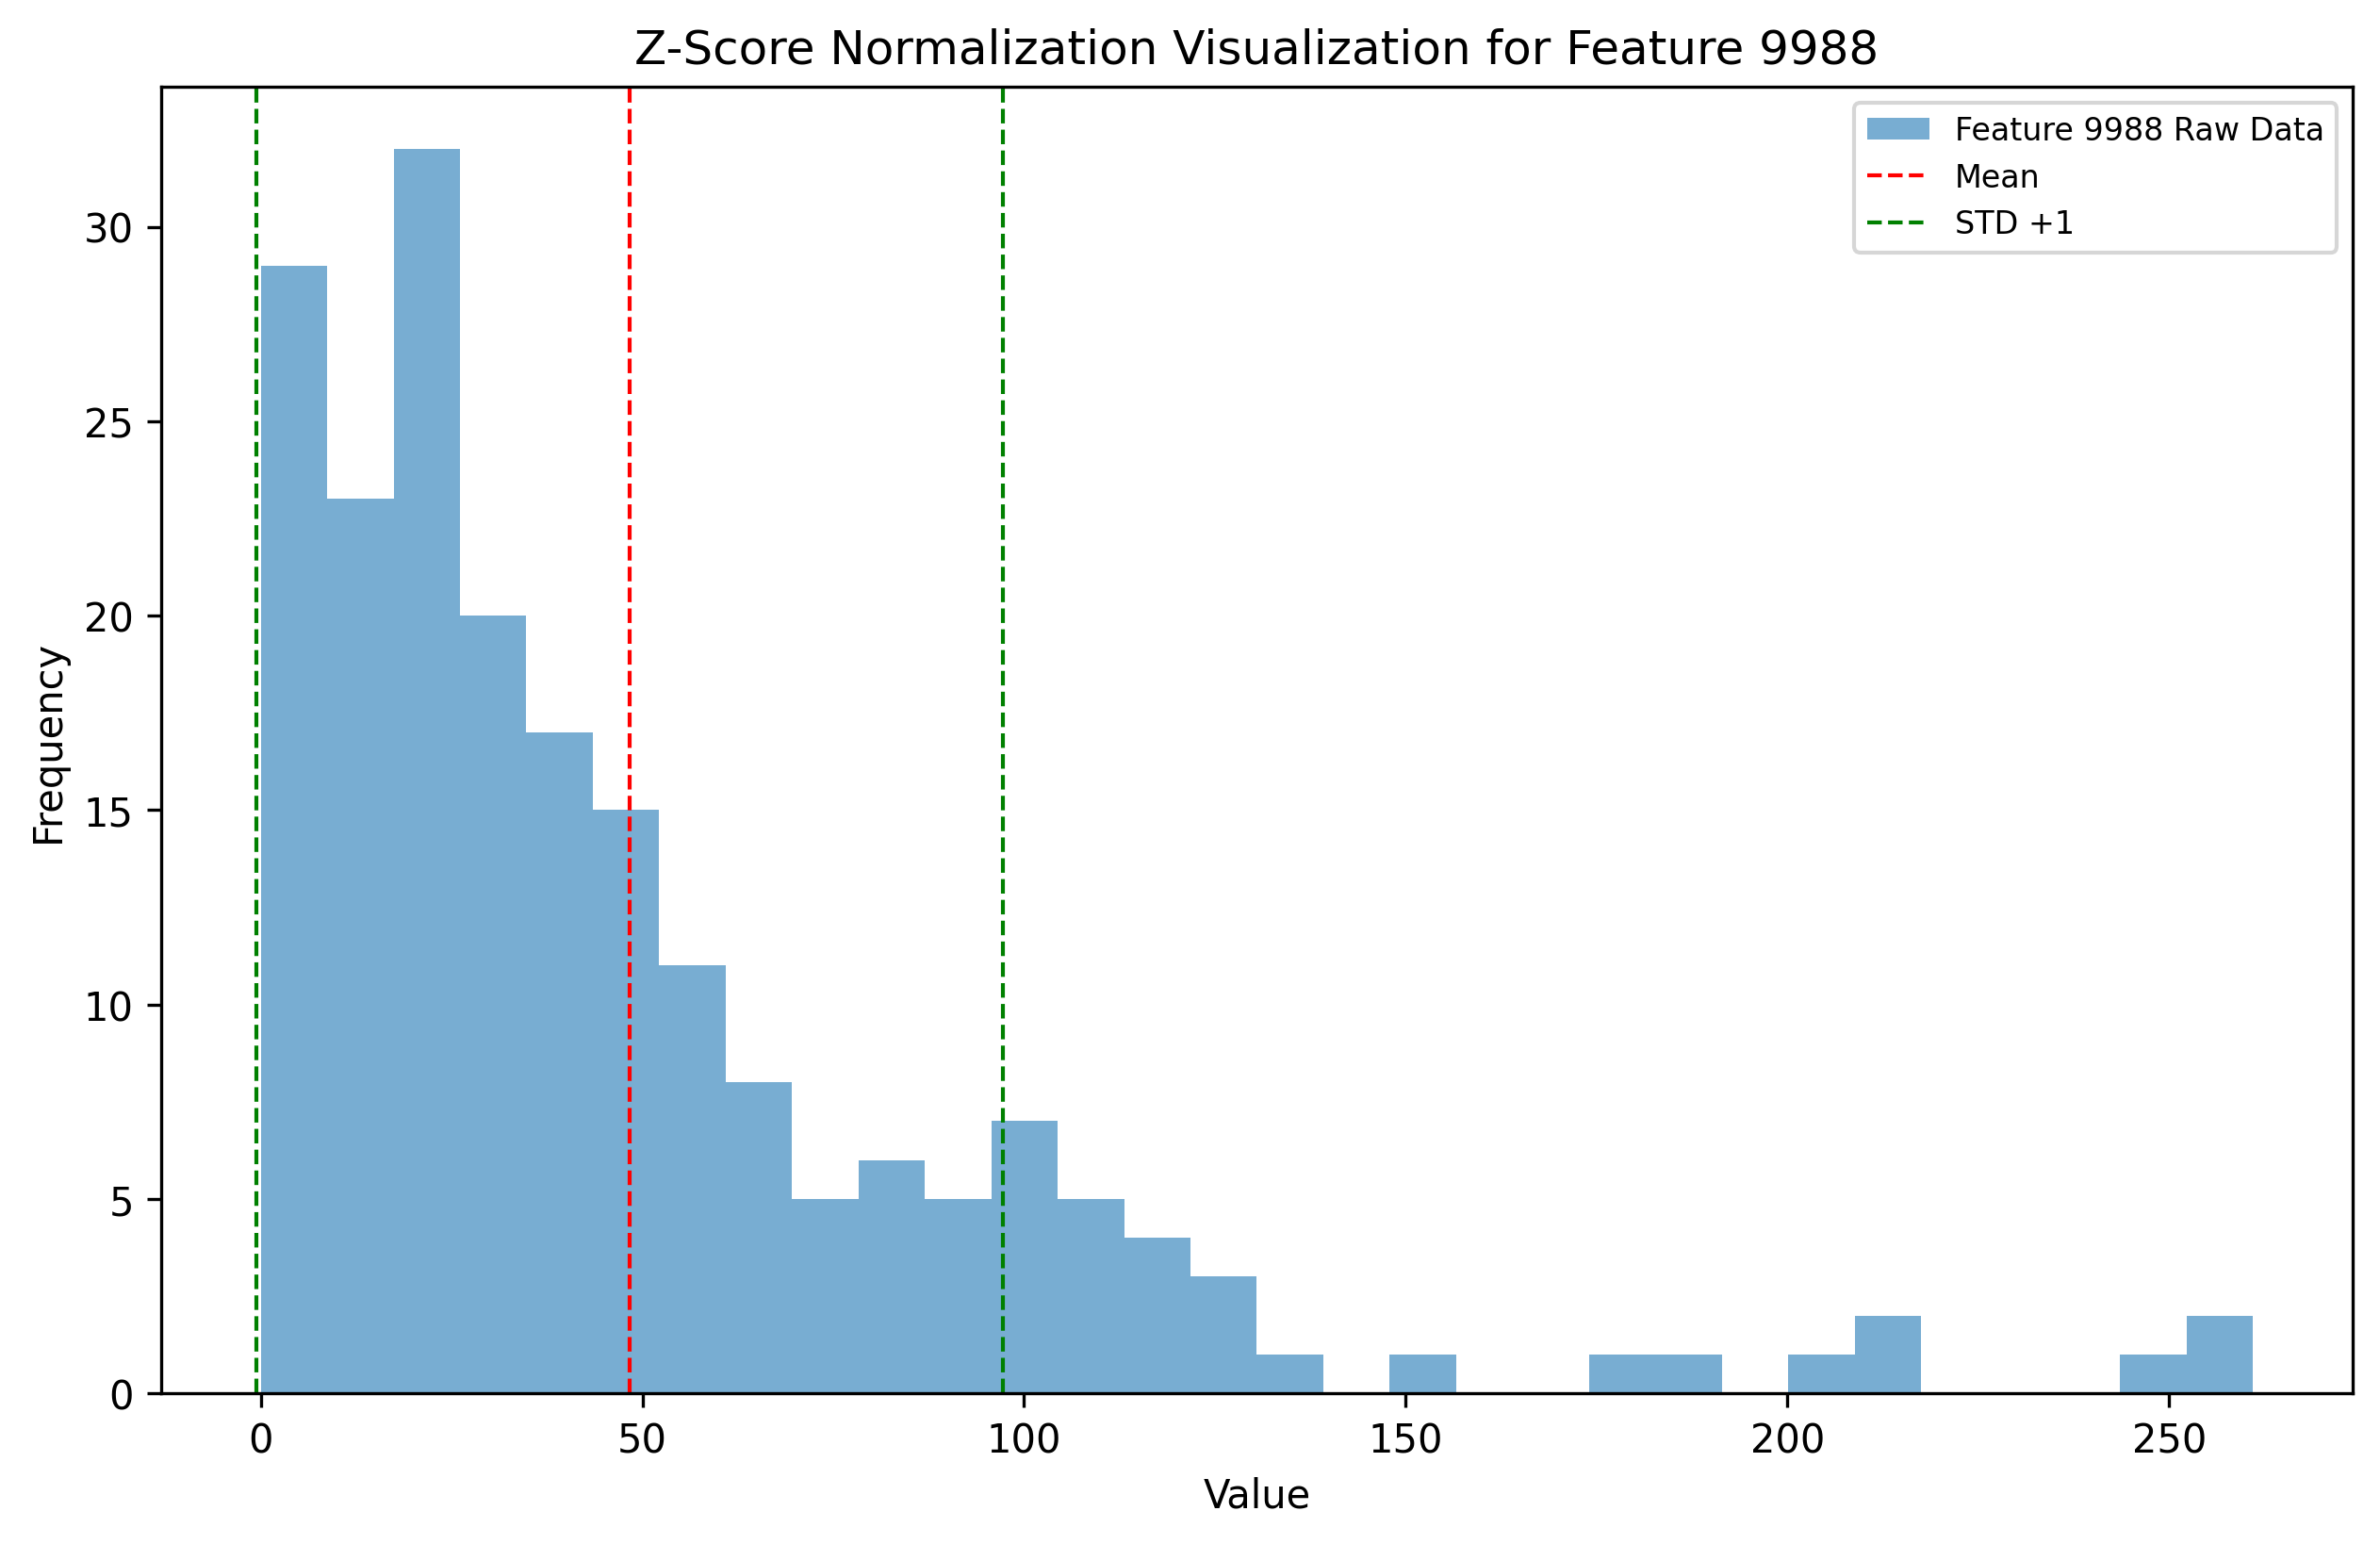 Z-Score Normalization Visualization for Feature 9988
Feature 9988 Raw Data
Mean
STD +1
30
25
20
15
10
5
0
Frequency
0 50 100 150 200 250
Value